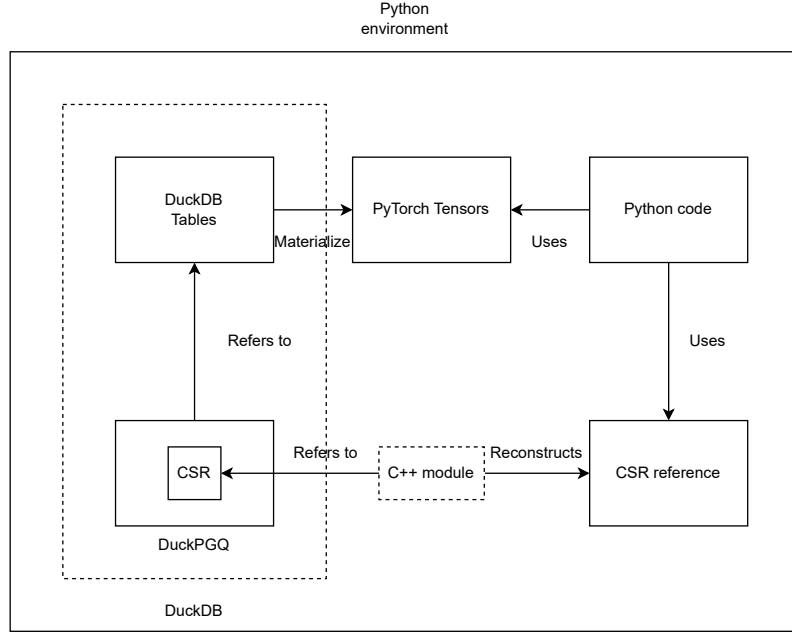 Python
environment
DuckDB
Tables
PyTorch Tensors
Python code
Materialize
Uses
Refers to
Uses
Refers to
Reconstructs
CSR
C++ module
CSR reference
DuckPGQ
DuckDB